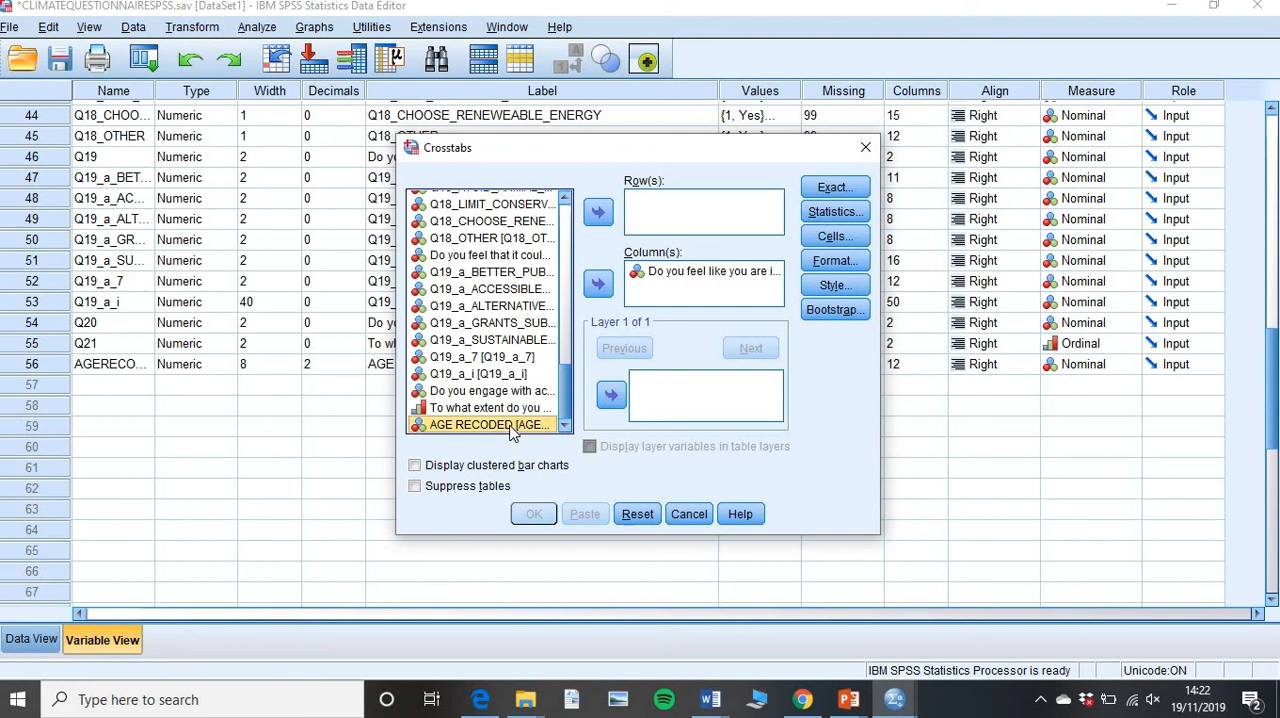 *CLIMATEQUESTIONNAIRESPSS.sav [DataSet1] - IBM SPSS Statistics Data Editor
File Edit View Data Transform Analyze Graphs Utilities Extensions Window Help
Name Type Width Decimals Label Values Missing Columns Align Measure Role
44 Q18_CHOO... Numeric 1 0 Q18_CHOOSE_RENEWEABLE_ENERGY {1, Yes}... 99 15 Right Nominal Input
45 Q18_OTHER Numeric 1 0 12 Right Nominal Input
46 Q19 Numeric 2 0 Do yo 2 Right Nominal Input
47 Q19_a_BET... Numeric 2 0 Q19_ 11 Right Nominal Input
48 Q19_a_AC... Numeric 2 0 Q19_ 8 Right Nominal Input
49 Q19_a_ALT... Numeric 2 0 Q19_ 8 Right Nominal Input
50 Q19_a_GR... Numeric 2 0 Q19_ 8 Right Nominal Input
51 Q19_a_SU... Numeric 2 0 Q19_ 16 Right Nominal Input
52 Q19_a_7 Numeric 2 0 Q19_ 2 Right Nominal Input
53 Q19_a_i Numeric 40 0 Q19_ 50 Right Nominal Input
54 Q20 Numeric 2 0 Do yo 2 Right Nominal Input
55 Q21 Numeric 2 0 To wh 2 Right Ordinal Input
56 AGERECO... Numeric 8 2 AGE 12 Right Nominal Input
57
58
59
60
61
62
63
64
65
66
67
Crosstabs
Q18_LIMIT_CONSERV...
Q18_CHOOSE_RENE...
Q18_OTHER [Q18_OT...
Do you feel that it coul...
Q19_a_BETTER_PUB...
Q19_a_ACCESSIBLE...
Q19_a_ALTERNATIVE...
Q19_a_GRANTS_SUB...
Q19_a_SUSTAINABLE...
Q19_a_7 [Q19_a_7]
Q19_a_i [Q19_a_i]
Do you engage with ac...
To what extent do you ...
AGE RECODED [AGE...
Row(s):
Column(s):
Do you feel like you are i...
Layer 1 of 1
Previous Next
Display layer variables in table layers
Exact...
Statistics...
Cells...
Format...
Style...
Bootstrap...
Display clustered bar charts
Suppress tables
OK Paste Reset Cancel Help
Data View Variable View
IBM SPSS Statistics Processor is ready Unicode:ON
Type here to search
14:22
19/11/2019
2